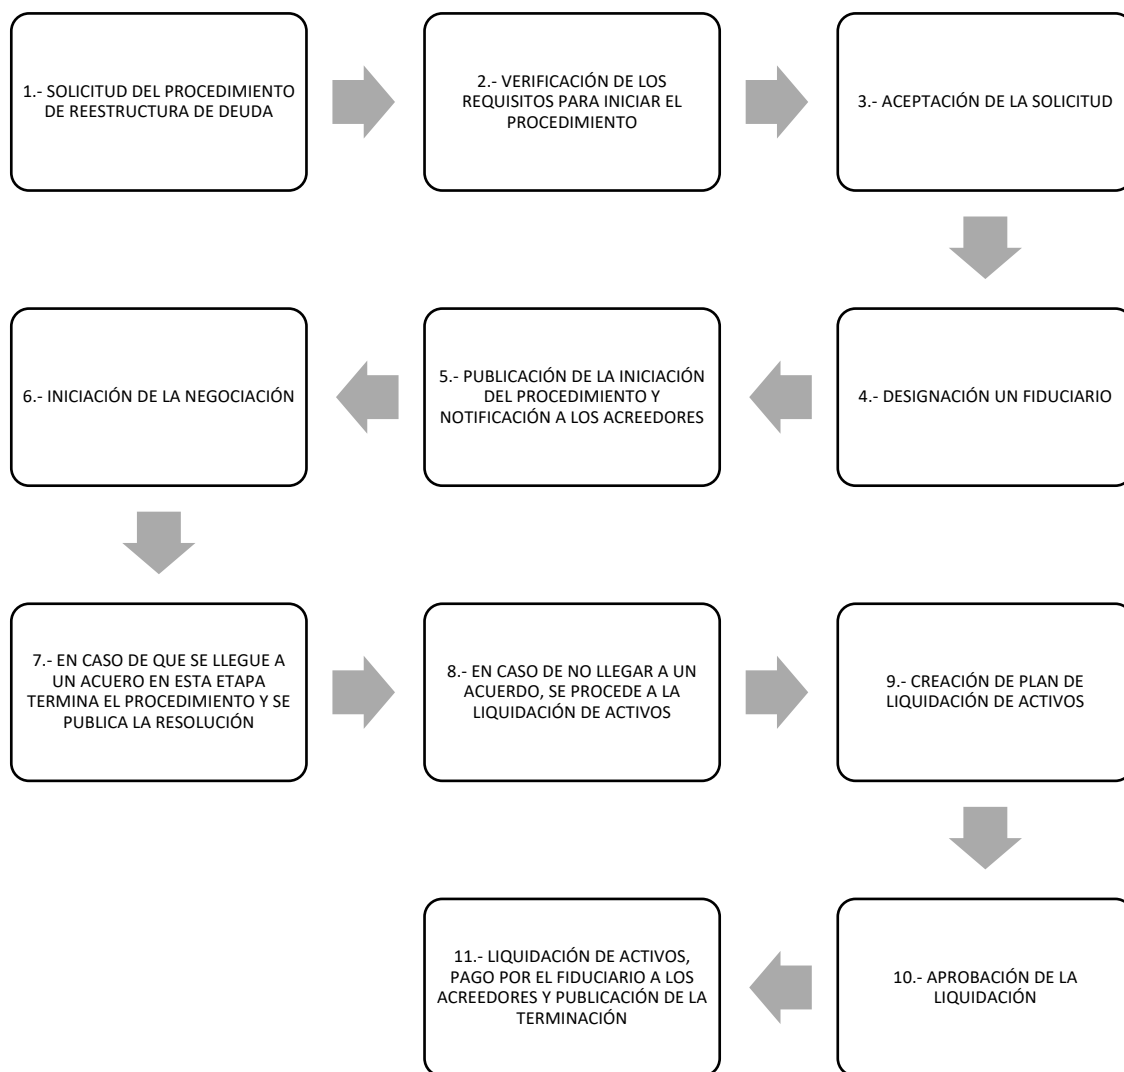 1.- SOLICITUD DEL PROCEDIMIENTO
DE REESTRUCTURA DE DEUDA
2.- VERIFICACIÓN DE LOS
REQUISITOS PARA INICIAR EL
PROCEDIMIENTO
3.- ACEPTACIÓN DE LA SOLICITUD
4.- DESIGNACIÓN UN FIDUCIARIO
5.- PUBLICACIÓN DE LA INICIACIÓN
DEL PROCEDIMIENTO Y
NOTIFICACIÓN A LOS ACREEDORES
6.- INICIACIÓN DE LA NEGOCIACIÓN
7.- EN CASO DE QUE SE LLEGUE A
UN ACUERO EN ESTA ETAPA
TERMINA EL PROCEDIMIENTO Y SE
PUBLICA LA RESOLUCIÓN
8.- EN CASO DE NO LLEGAR A UN
ACUERDO, SE PROCEDE A LA
LIQUIDACIÓN DE ACTIVOS
9.- CREACIÓN DE PLAN DE
LIQUIDACIÓN DE ACTIVOS
10.- APROBACIÓN DE LA
LIQUIDACIÓN
11.- LIQUIDACIÓN DE ACTIVOS,
PAGO POR EL FIDUCIARIO A LOS
ACREEDORES Y PUBLICACIÓN DE LA
TERMINACIÓN